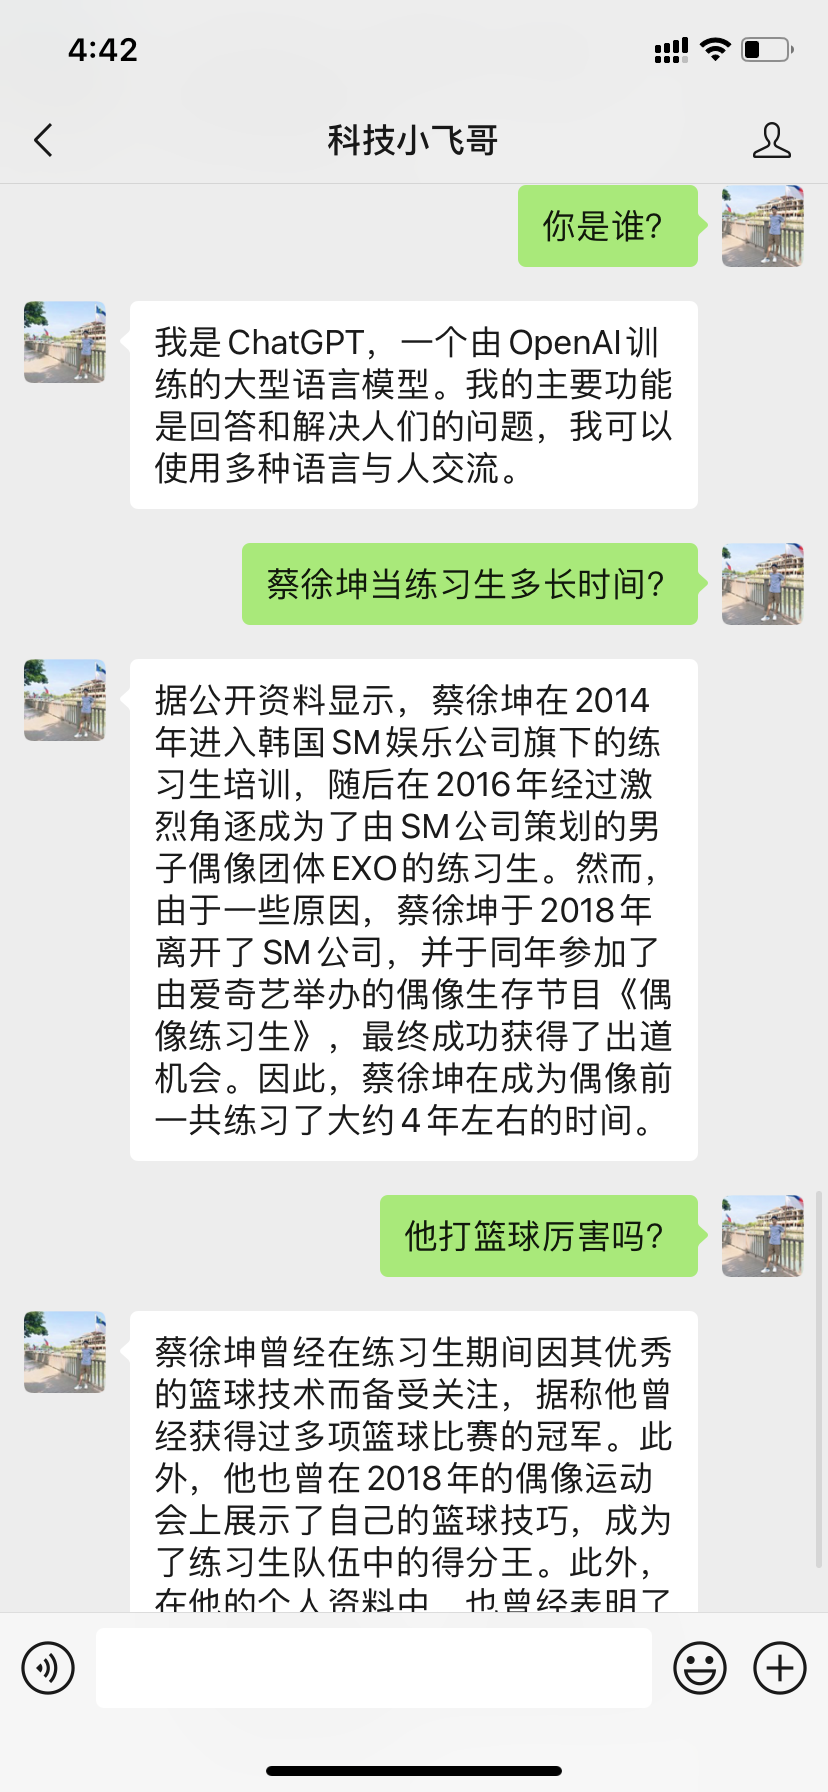 4:42
科技小飞哥
你是谁?
我是ChatGPT，一个由OpenAI训
练的大型语言模型。我的主要功能
是回答和解决人们的问题，我可以
使用多种语言与人交流。
蔡徐坤当练习生多长时间?
据公开资料显示，蔡徐坤在2014
年进入韩国SM娱乐公司旗下的练
习生培训，随后在2016年经过激
烈角逐成为了由SM公司策划的男
子偶像团体EXO的练习生。然而，
由于一些原因，蔡徐坤于2018年
离开了SM公司，并于同年参加了
由爱奇艺举办的偶像生存节目《偶
像练习生》，最终成功获得了出道
机会。因此，蔡徐坤在成为偶像前
一共练习了大约4年左右的时间。
他打篮球厉害吗?
蔡徐坤曾经在练习生期间因其优秀
的篮球技术而备受关注，据称他曾
经获得过多项篮球比赛的冠军。此
外，他也曾在2018年的偶像运动
会上展示了自己的篮球技巧，成为
了练习生队伍中的得分王。此外，
在他的个人资料中，也曾经表明了